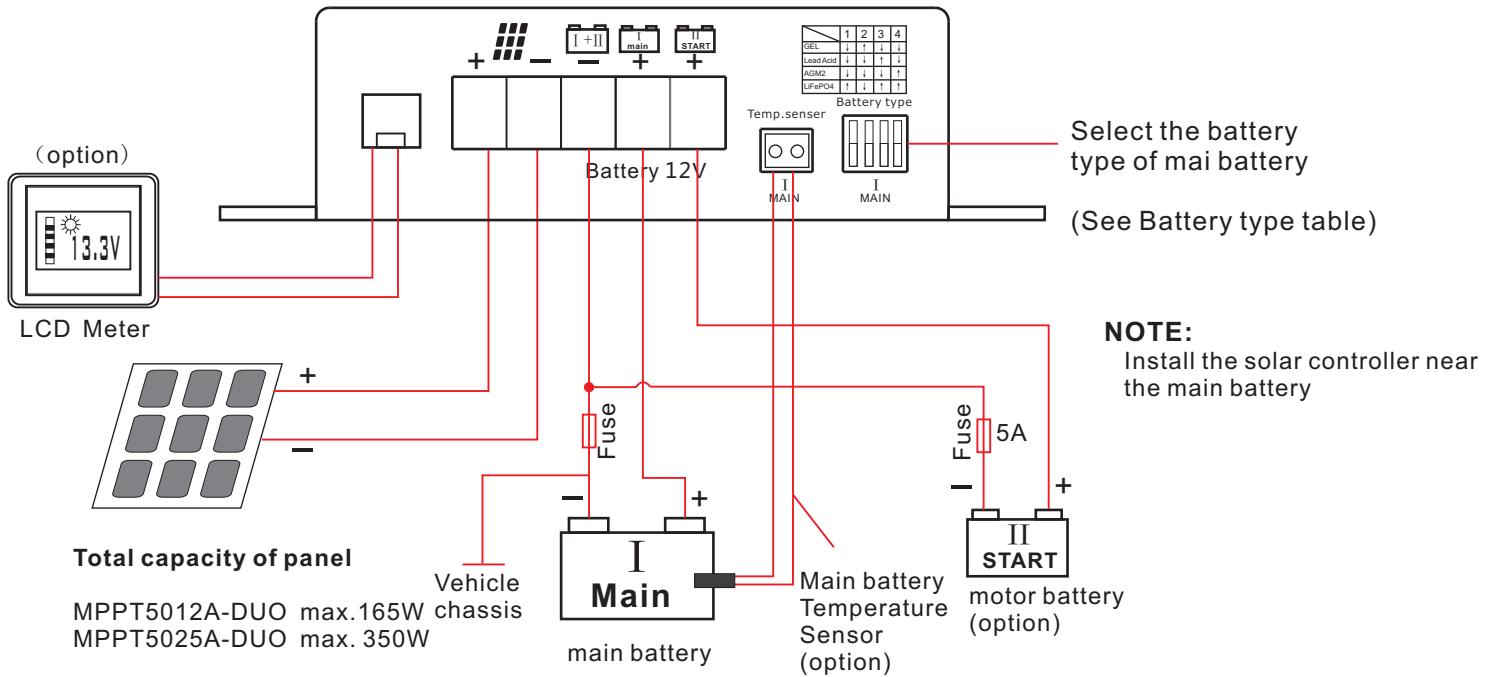 I +II
I
main
II
START
+ − − + +
1 2 3 4
GEL ↓ ↑ ↓ ↓
Lead Acid ↓ ↓ ↑ ↓
AGM2 ↓ ↓ ↓ ↑
LiFePO4 ↑ ↓ ↑ ↑
Battery type
Temp.senser
Battery 12V
I
MAIN
I
MAIN
Select the battery
type of mai battery
(See Battery type table)
（option）
13.3V
LCD Meter
NOTE:
Install the solar controller near
the main battery
+
−
Fuse
Fuse
5A
−
+
−
+
I
Main
main battery
II
START
motor battery
(option)
Vehicle
chassis
Main battery
Temperature
Sensor
(option)
Total capacity of panel
MPPT5012A-DUO max.165W
MPPT5025A-DUO max. 350W